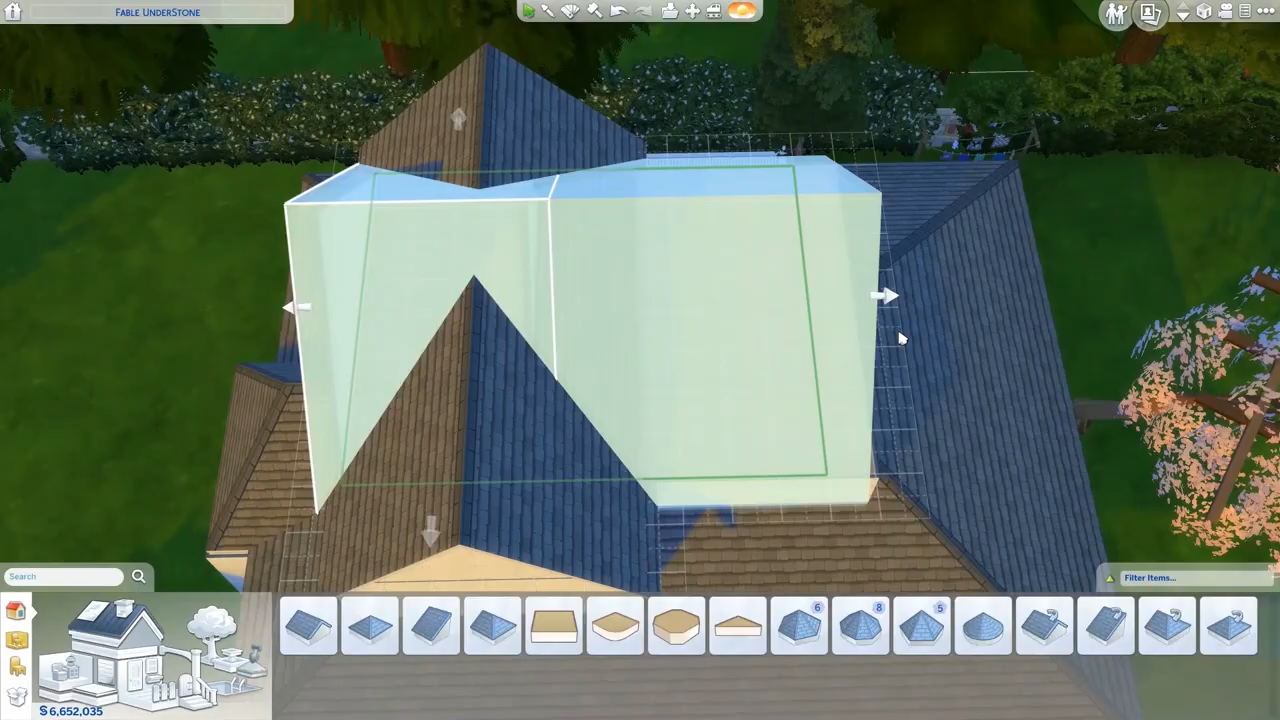 Fable UnderStone
Search
Filter Items...
6
8
5
§6,652,035